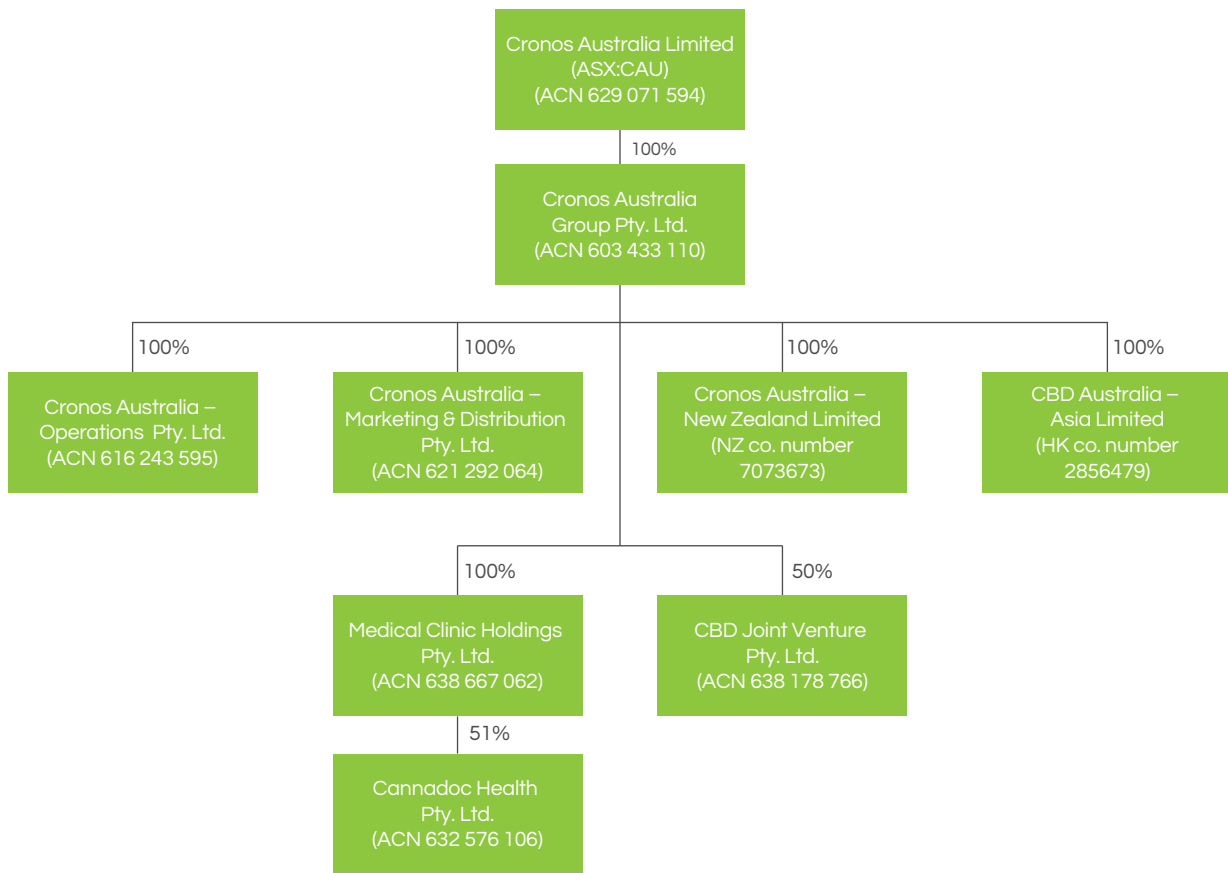 Cronos Australia Limited
(ASX:CAU)
(ACN 629 071 594)
100%
Cronos Australia
Group Pty. Ltd.
(ACN 603 433 110)
100%
100%
100%
100%
Cronos Australia –
Operations Pty. Ltd.
(ACN 616 243 595)
Cronos Australia –
Marketing & Distribution
Pty. Ltd.
(ACN 621 292 064)
Cronos Australia –
New Zealand Limited
(NZ co. number
7073673)
CBD Australia –
Asia Limited
(HK co. number
2856479)
100%
50%
Medical Clinic Holdings
Pty. Ltd.
(ACN 638 667 062)
CBD Joint Venture
Pty. Ltd.
(ACN 638 178 766)
51%
Cannadoc Health
Pty. Ltd.
(ACN 632 576 106)